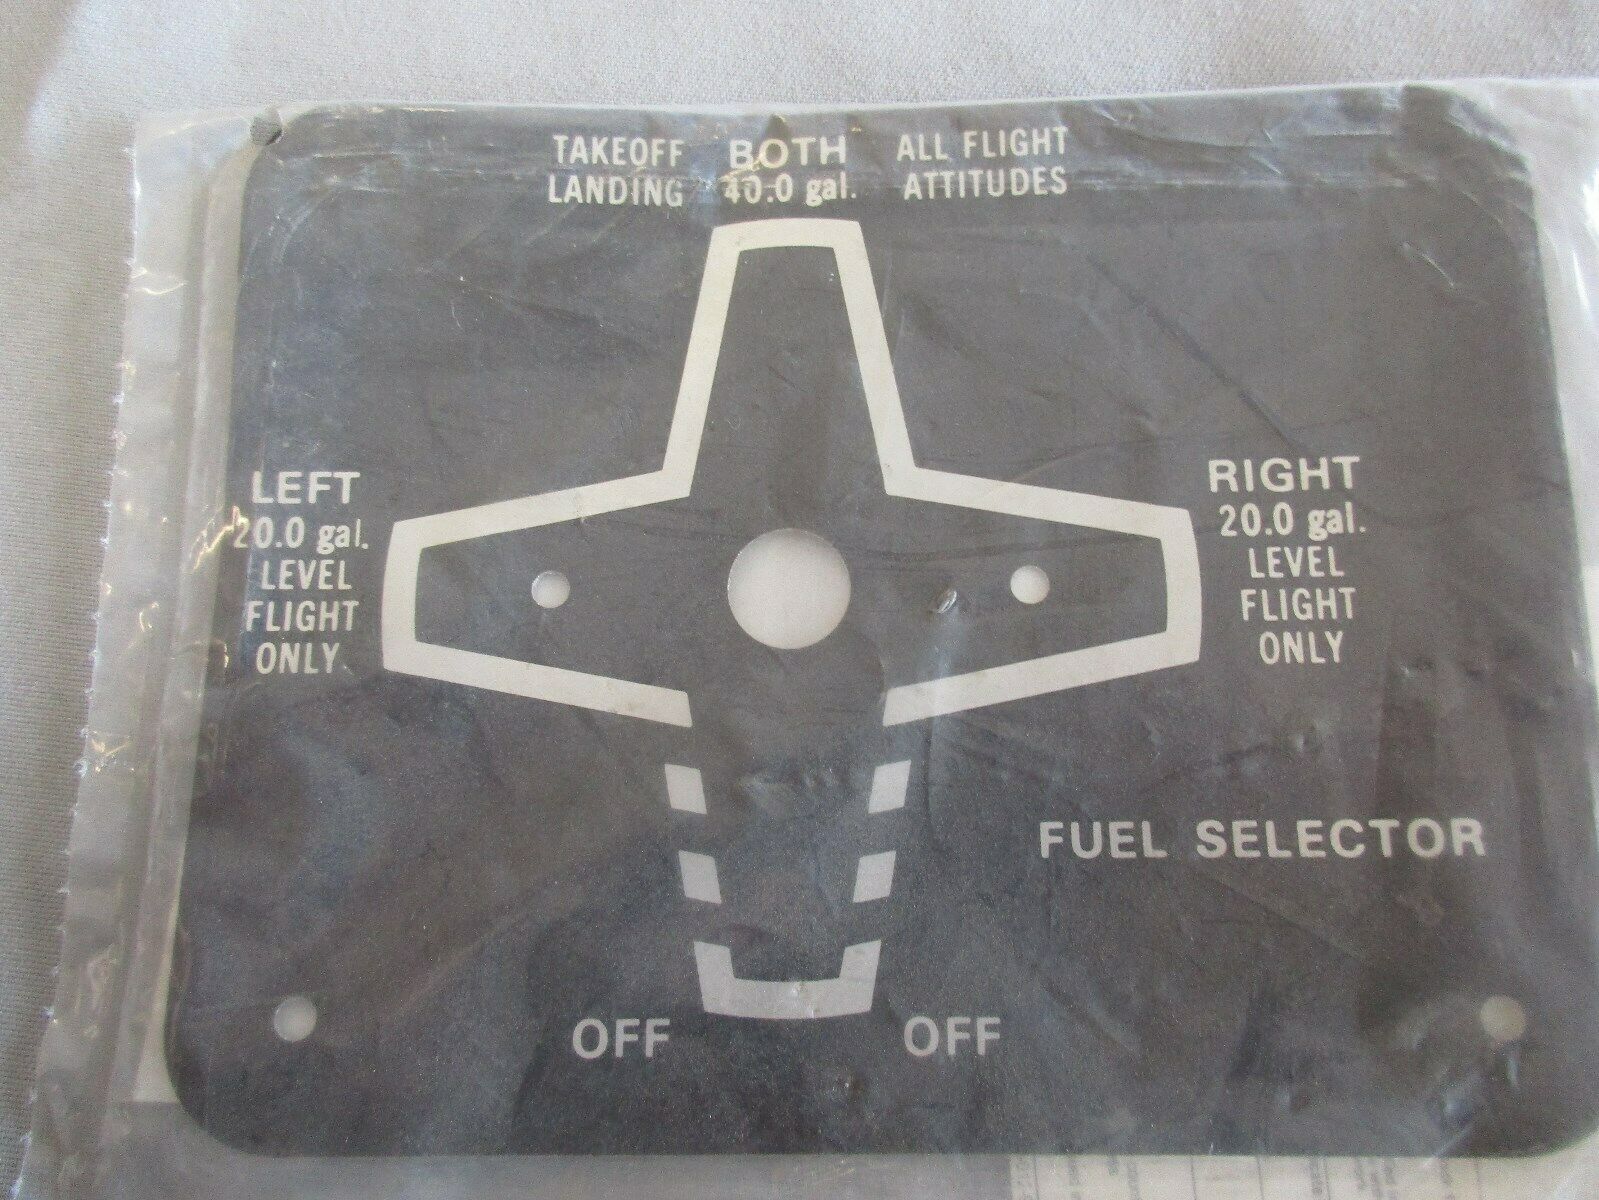 TAKEOFF BOTH ALL FLIGHT
LANDING 40.0 gal. ATTITUDES
LEFT
20.0 gal.
LEVEL
FLIGHT
ONLY
RIGHT
20.0 gal.
LEVEL
FLIGHT
ONLY
FUEL SELECTOR
OFF OFF